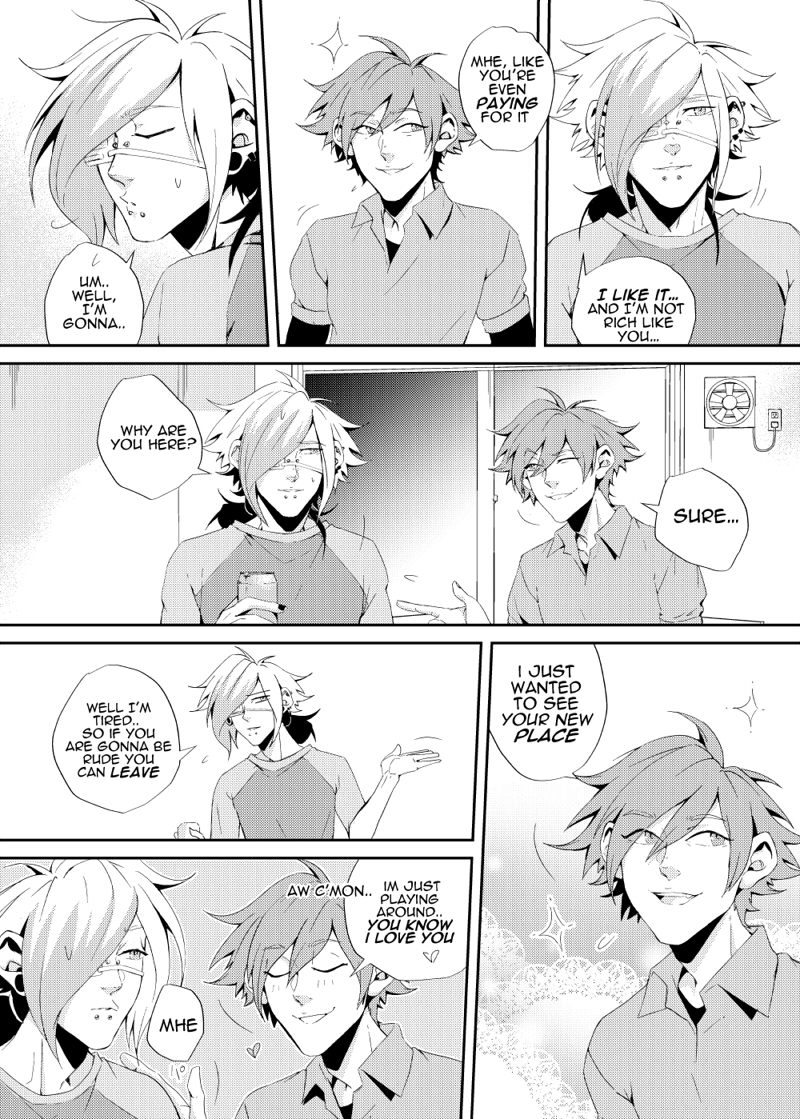 I LIKE IT...
AND I'M NOT
RICH LIKE
YOU...
MHE, LIKE
YOU'RE
EVEN
PAYING
FOR IT
UM..
WELL,
I'M
GONNA..
SURE...
WHY ARE
YOU HERE?
I JUST
WANTED
TO SEE
YOUR NEW
PLACE
WELL I'M
TIRED..
SO IF YOU
ARE GONNA BE
RUDE YOU
CAN LEAVE
AW C'MON..
IM JUST
PLAYING
AROUND..
YOU KNOW
I LOVE YOU
MHE